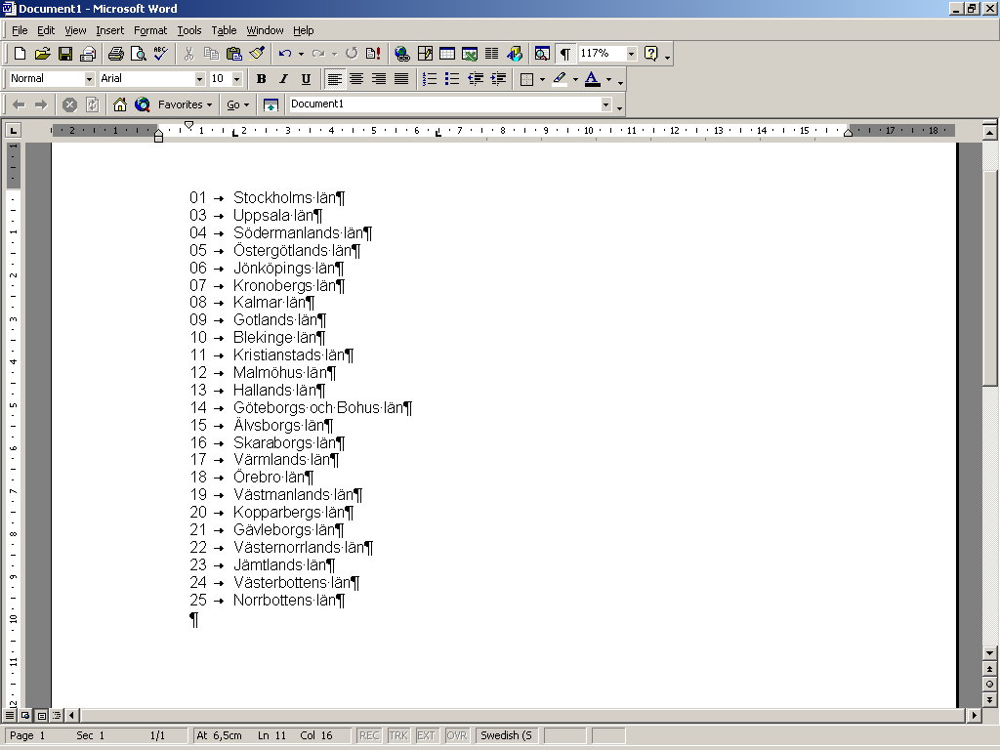 Document1 - Microsoft Word
File Edit View Insert Format Tools Table Window Help
117%
Normal Arial 10 B I U
Favorites Go Document1
2 1 1 2 3 4 5 6 7 8 9 10 11 12 13 14 15 17 18
01 → Stockholms·län¶
03 → Uppsala·län¶
04 → Södermanlands·län¶
05 → Östergötlands·län¶
06 → Jönköpings·län¶
07 → Kronobergs·län¶
08 → Kalmar·län¶
09 → Gotlands·län¶
10 → Blekinge·län¶
11 → Kristianstads·län¶
12 → Malmöhus·län¶
13 → Hallands·län¶
14 → Göteborgs·och·Bohus·län¶
15 → Älvsborgs·län¶
16 → Skaraborgs·län¶
17 → Värmlands·län¶
18 → Örebro·län¶
19 → Västmanlands·län¶
20 → Kopparbergs·län¶
21 → Gävleborgs·län¶
22 → Västernorrlands·län¶
23 → Jämtlands·län¶
24 → Västerbottens·län¶
25 → Norrbottens·län¶
¶
Page 1 Sec 1 1/1 At 6,5cm Ln 11 Col 16 REC TRK EXT OVR Swedish (S